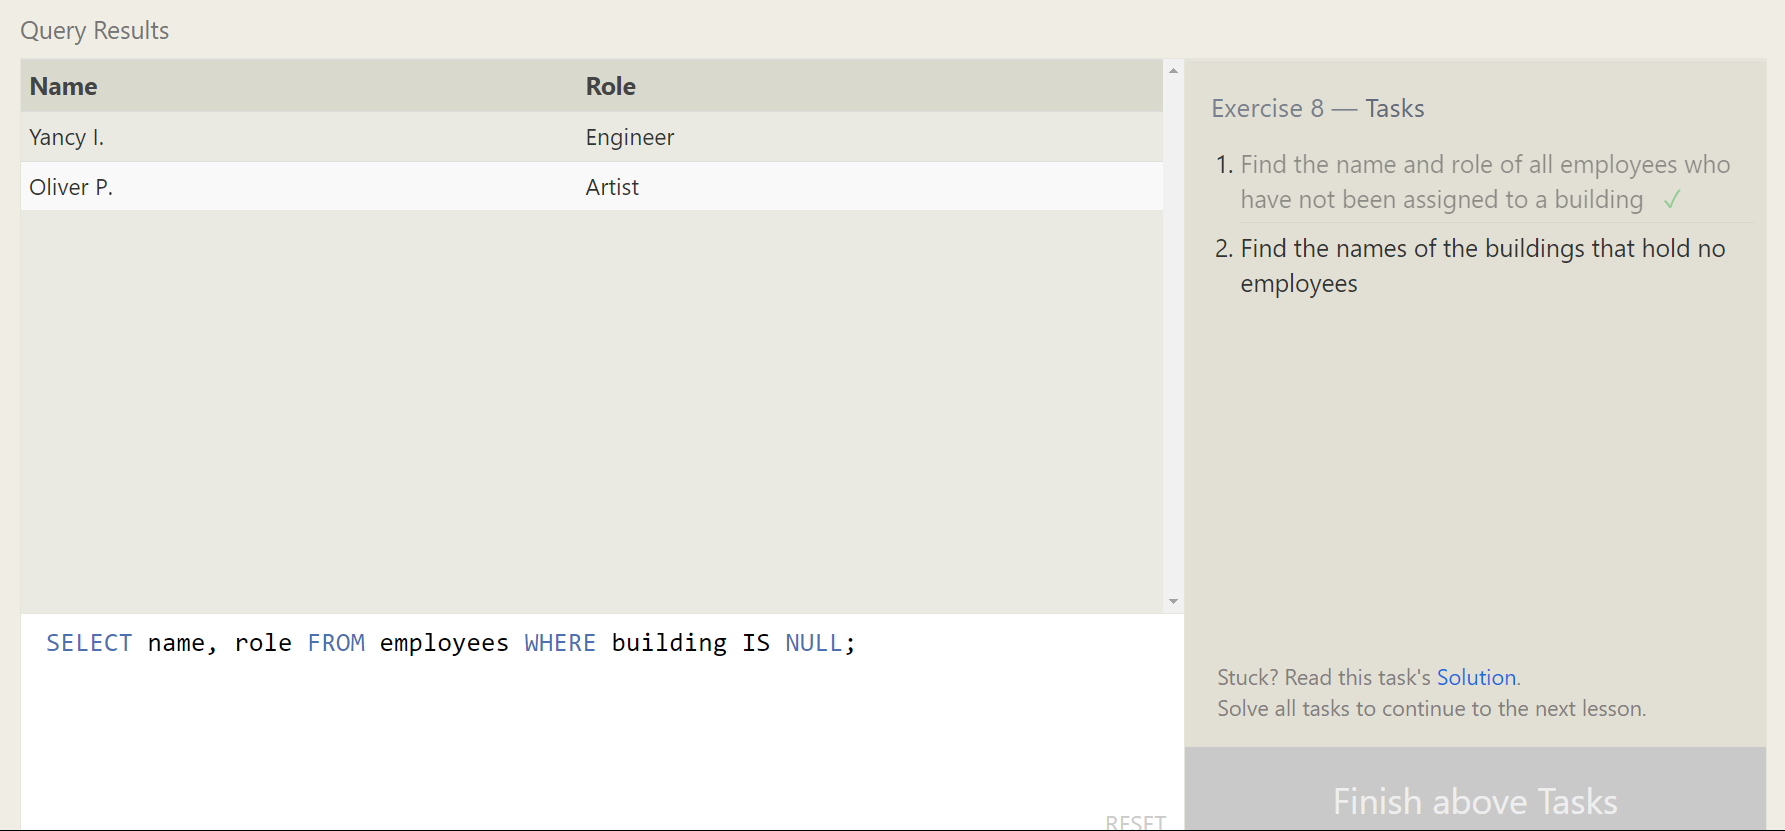 Query Results
Name Role
Yancy I. Engineer
Oliver P. Artist
SELECT name, role FROM employees WHERE building IS NULL;
RESET
Exercise 8 — Tasks
1. Find the name and role of all employees who
have not been assigned to a building ✓
2. Find the names of the buildings that hold no
employees
Stuck? Read this task's Solution.
Solve all tasks to continue to the next lesson.
Finish above Tasks